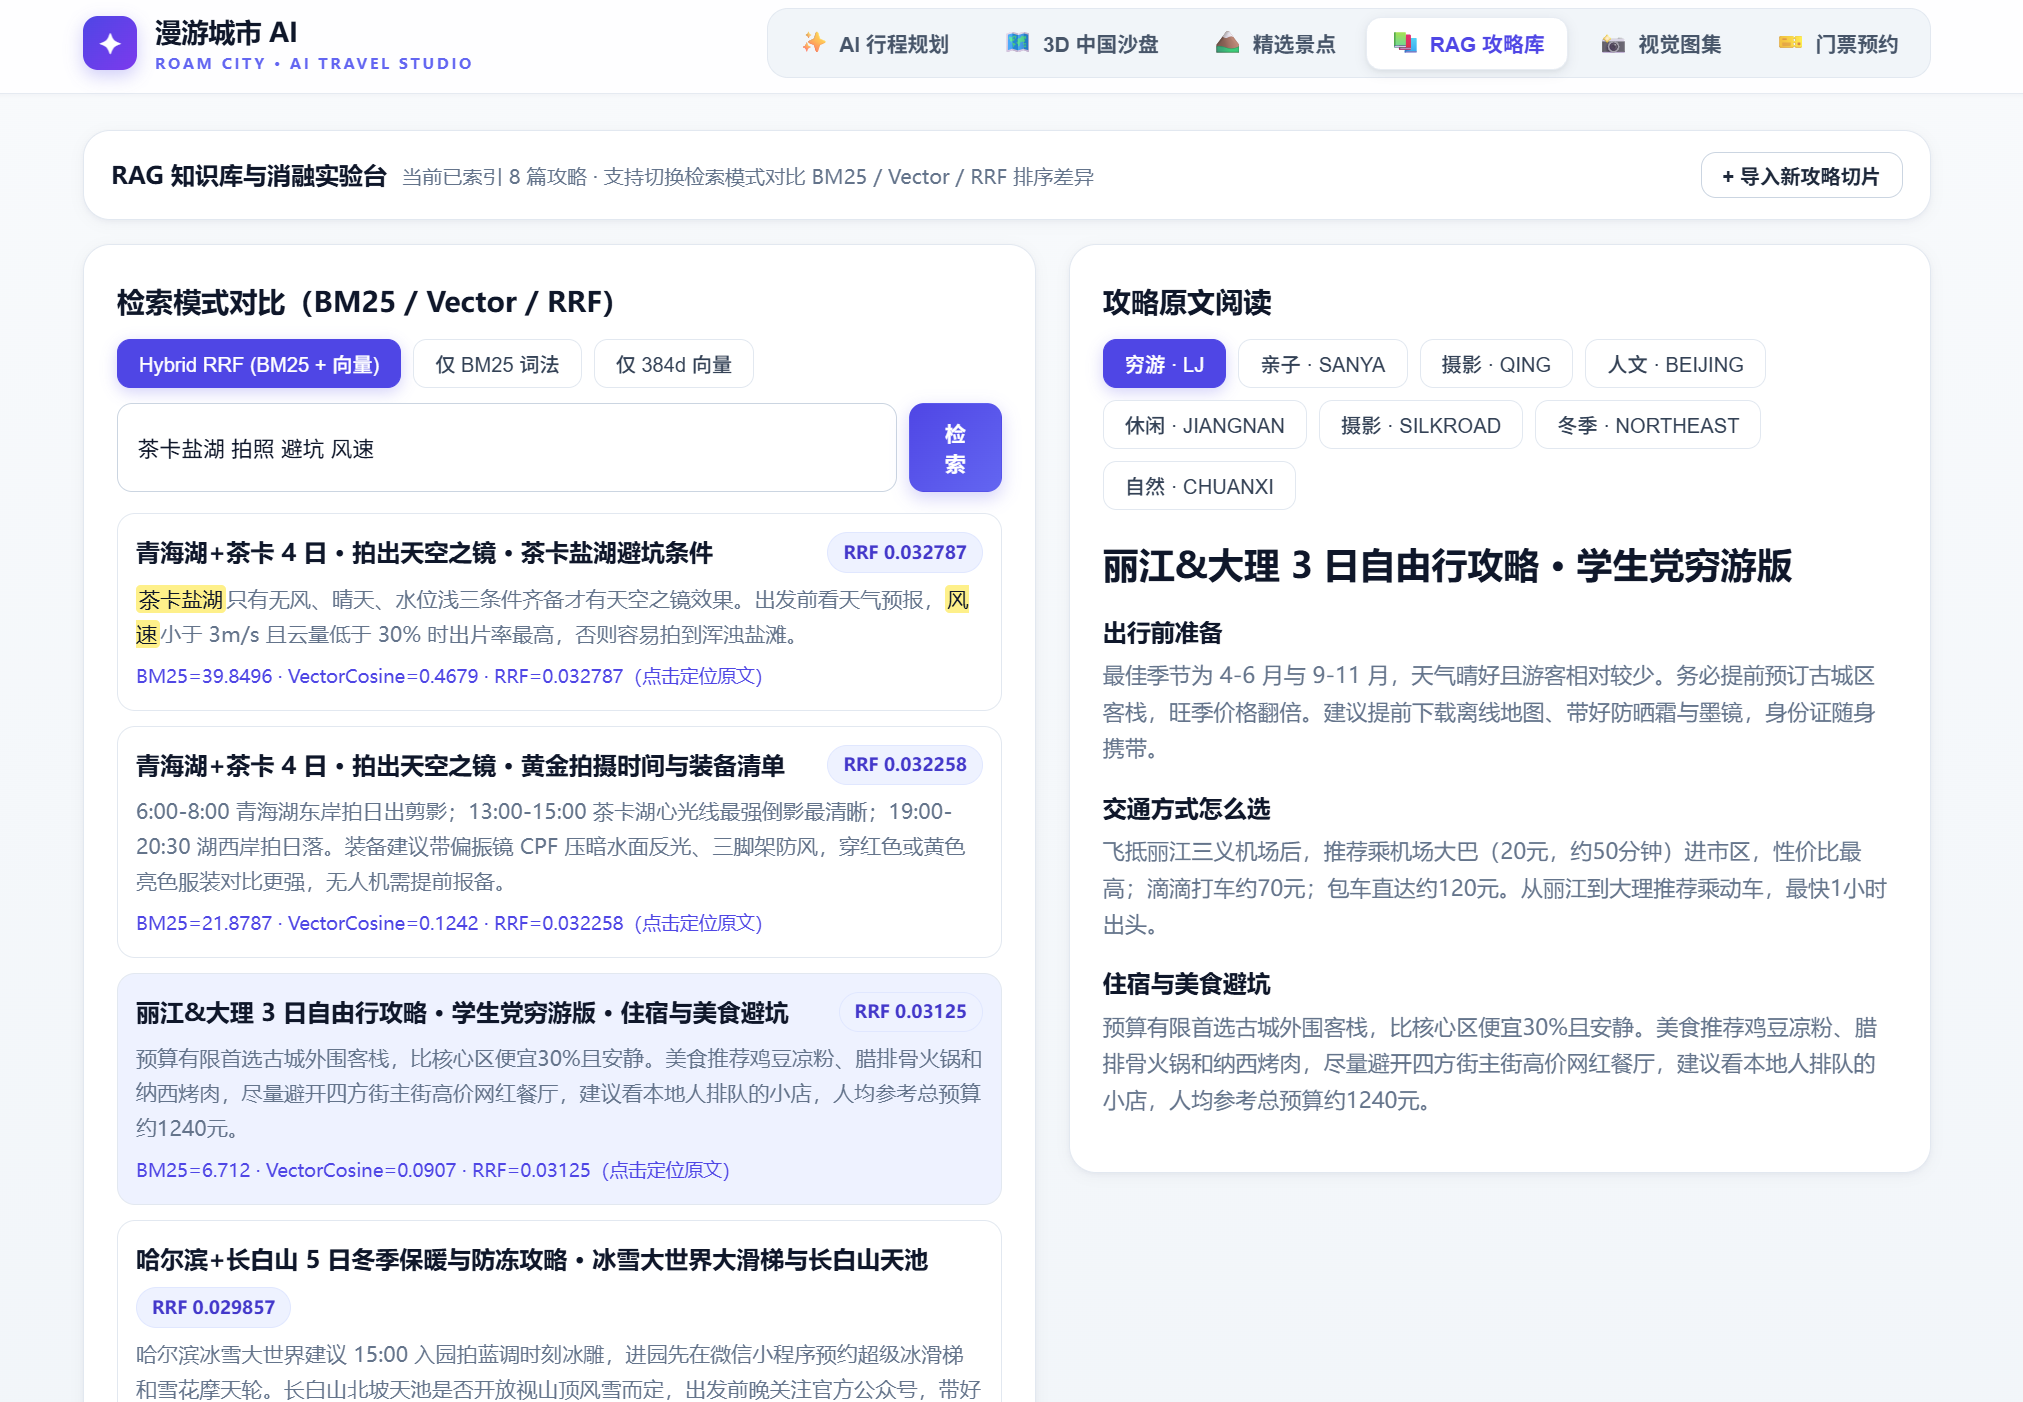 漫游城市 AI
ROAM CITY • AI TRAVEL STUDIO
AI 行程规划
3D 中国沙盘
精选景点
RAG 攻略库
视觉图集
门票预约
RAG 知识库与消融实验台 当前已索引 8 篇攻略 · 支持切换检索模式对比 BM25 / Vector / RRF 排序差异
+ 导入新攻略切片
检索模式对比（BM25 / Vector / RRF）
Hybrid RRF (BM25 + 向量)
仅 BM25 词法
仅 384d 向量
茶卡盐湖 拍照 避坑 风速
检
索
青海湖+茶卡 4 日 • 拍出天空之镜 • 茶卡盐湖避坑条件
RRF 0.032787
茶卡盐湖只有无风、晴天、水位浅三条件齐备才有天空之镜效果。出发前看天气预报，风
速小于 3m/s 且云量低于 30% 时出片率最高，否则容易拍到浑浊盐滩。
BM25=39.8496 · VectorCosine=0.4679 · RRF=0.032787（点击定位原文）
青海湖+茶卡 4 日 • 拍出天空之镜 • 黄金拍摄时间与装备清单
RRF 0.032258
6:00-8:00 青海湖东岸拍日出剪影；13:00-15:00 茶卡湖心光线最强倒影最清晰；19:00-
20:30 湖西岸拍日落。装备建议带偏振镜 CPF 压暗水面反光、三脚架防风，穿红色或黄色
亮色服装对比更强，无人机需提前报备。
BM25=21.8787 · VectorCosine=0.1242 · RRF=0.032258（点击定位原文）
丽江&大理 3 日自由行攻略 • 学生党穷游版 • 住宿与美食避坑
RRF 0.03125
预算有限首选古城外围客栈，比核心区便宜30%且安静。美食推荐鸡豆凉粉、腊排骨火锅和
纳西烤肉，尽量避开四方街主街高价网红餐厅，建议看本地人排队的小店，人均参考总预算
约1240元。
BM25=6.712 · VectorCosine=0.0907 · RRF=0.03125（点击定位原文）
哈尔滨+长白山 5 日冬季保暖与防冻攻略 • 冰雪大世界大滑梯与长白山天池
RRF 0.029857
哈尔滨冰雪大世界建议 15:00 入园拍蓝调时刻冰雕，进园先在微信小程序预约超级冰滑梯
和雪花摩天轮。长白山北坡天池是否开放视山顶风雪而定，出发前晚关注官方公众号，带好
攻略原文阅读
穷游 · LJ
亲子 · SANYA
摄影 · QING
人文 · BEIJING
休闲 · JIANGNAN
摄影 · SILKROAD
冬季 · NORTHEAST
自然 · CHUANXI
丽江&大理 3 日自由行攻略 • 学生党穷游版
出行前准备
最佳季节为 4-6 月与 9-11 月，天气晴好且游客相对较少。务必提前预订古城区
客栈，旺季价格翻倍。建议提前下载离线地图、带好防晒霜与墨镜，身份证随身
携带。
交通方式怎么选
飞抵丽江三义机场后，推荐乘机场大巴（20元，约50分钟）进市区，性价比最
高；滴滴打车约70元；包车直达约120元。从丽江到大理推荐乘动车，最快1小时
出头。
住宿与美食避坑
预算有限首选古城外围客栈，比核心区便宜30%且安静。美食推荐鸡豆凉粉、腊
排骨火锅和纳西烤肉，尽量避开四方街主街高价网红餐厅，建议看本地人排队的
小店，人均参考总预算约1240元。